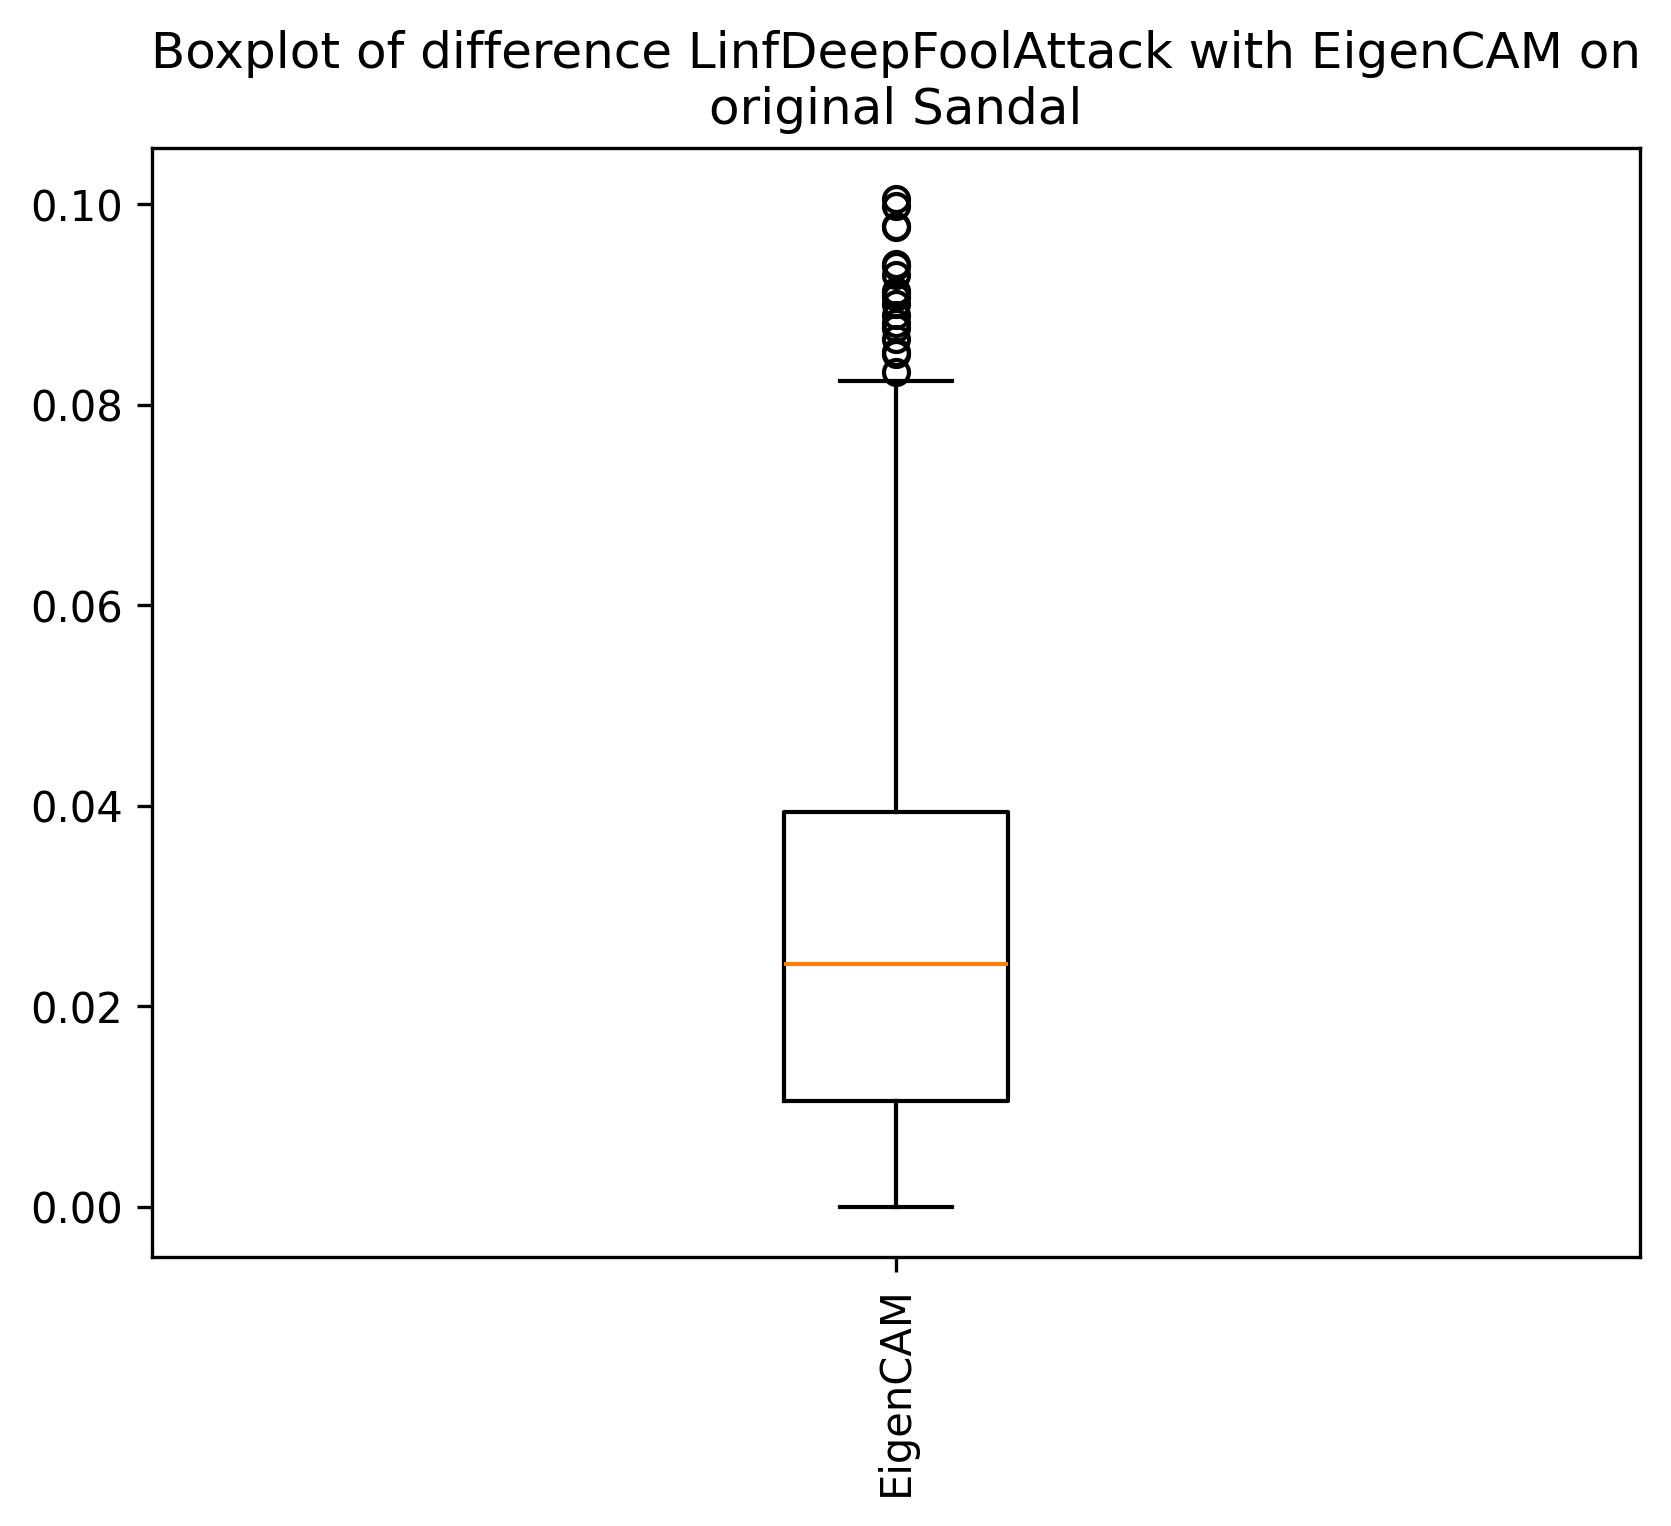 Boxplot of difference LinfDeepFoolAttack with EigenCAM on
original Sandal
0.10
0.08
0.06
0.04
0.02
0.00
EigenCAM